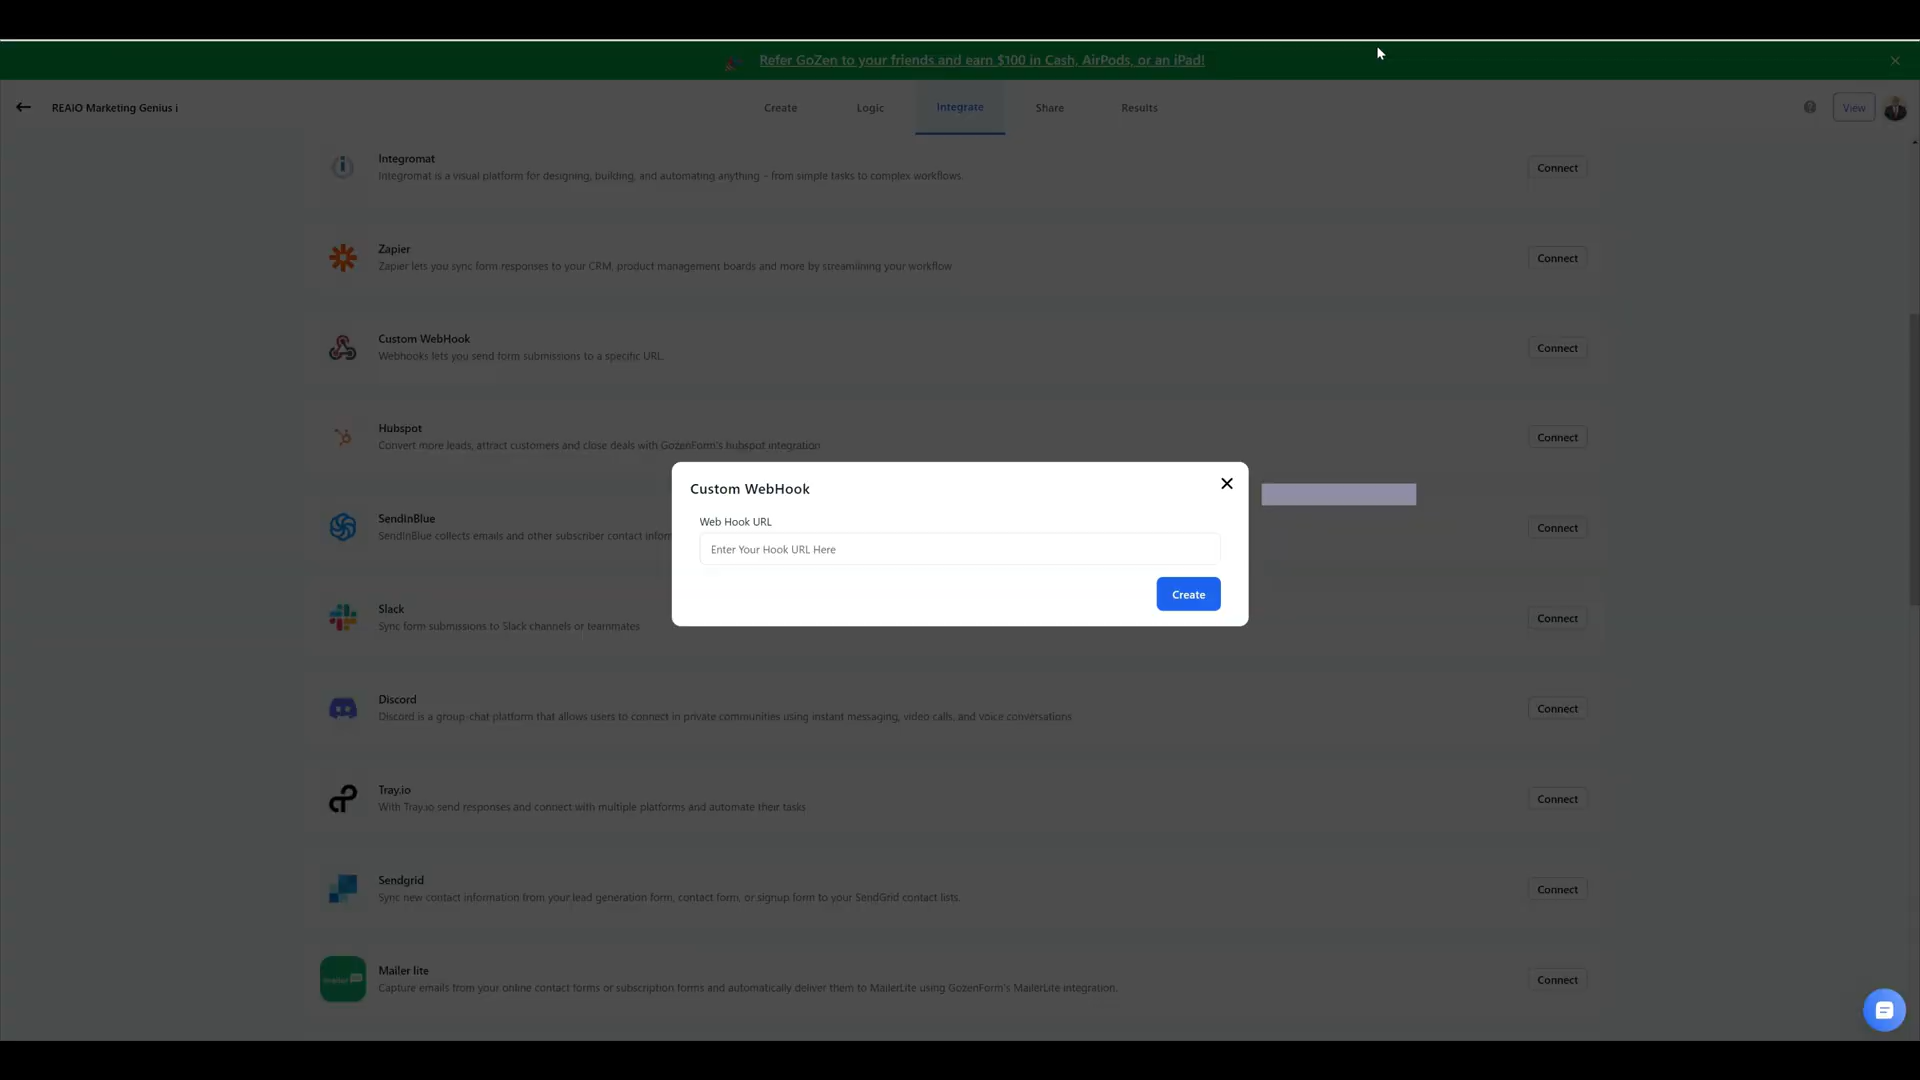 Refer GoZen to your friends and earn $100 in Cash, AirPods, or an iPad!
REAiO Marketing Genius i
Create
Logic
Integrate
Share
Results
View
Integromat
Integromat is a visual platform for designing, building, and automating anything - from simple tasks to complex workflows.
Connect
Zapier
Zapier lets you sync form responses to your CRM, product management boards and more by streamlining your workflow
Connect
Custom WebHook
Webhooks lets you send form submissions to a specific URL.
Connect
Hubspot
Convert more leads, attract customers and close deals with GozenForm's hubspot integration
Connect
Custom WebHook
Web Hook URL
Enter Your Hook URL Here
Create
SendInBlue
SendInBlue collects emails and other subscriber contact
Connect
Slack
Sync form submissions to Slack channels or teammates
Connect
Discord
Discord is a group-chat platform that allows users to connect in private communities using instant messaging, video calls, and voice conversations
Connect
Tray.io
With Tray.io send responses and connect with multiple platforms and automate their tasks
Connect
Sendgrid
Sync new contact information from your lead generation form, contact form, or signup form to your SendGrid contact lists.
Connect
Mailer lite
Capture emails from your online contact forms or subscription forms and automatically deliver them to MailerLite using GozenForm's MailerLite integration.
Connect